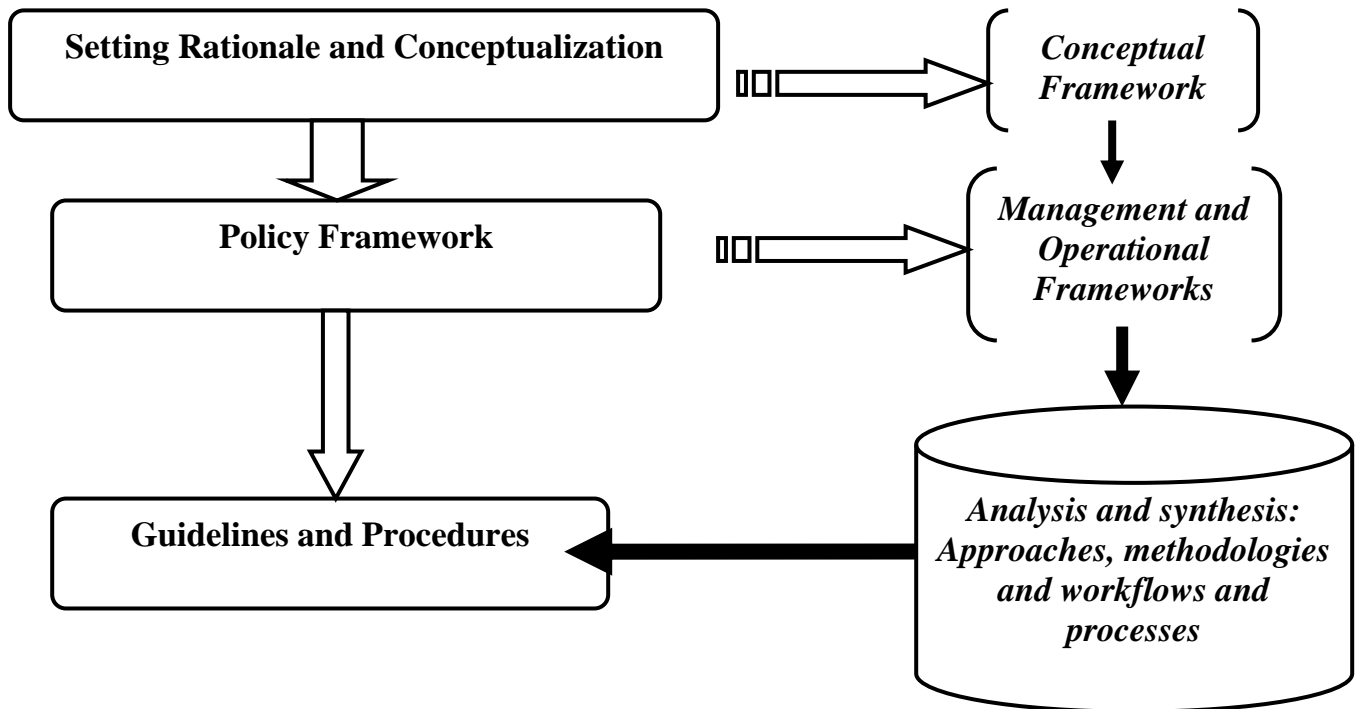 Setting Rationale and Conceptualization
Conceptual
Framework
Policy Framework
Management and
Operational
Frameworks
Guidelines and Procedures
Analysis and synthesis:
Approaches, methodologies
and workflows and
processes